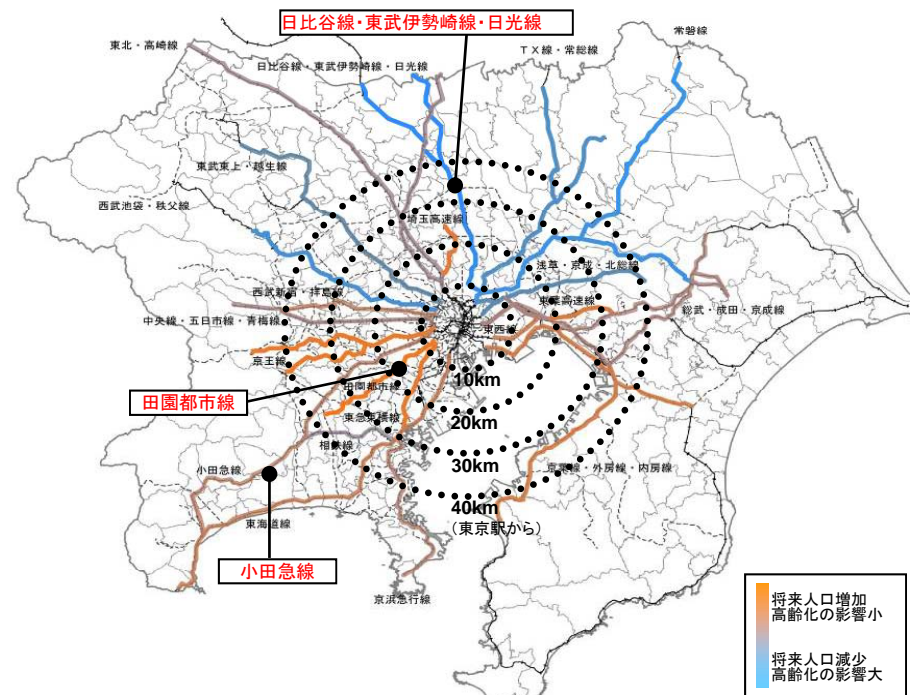 日比谷線・東武伊勢崎線・日光線
常磐線
東北・高崎線
TX線・常総線
日比谷線・東武伊勢崎線・日光線
東武東上・越生線
西武池袋・秩父線
埼玉高速線
浅草・京成・北総線
西武新宿・拝島線
東葉高速線
総武・成田・京成線
中央線・五日市線・青梅線
東西線
京王線
10km
田園都市線
田園都市線
東急東横線
20km
相鉄線
30km
小田急線
京葉線・外房線・内房線
40km
(東京駅から)
東海道線
小田急線
京浜急行線
将来人口増加
高齢化の影響小
将来人口減少
高齢化の影響大